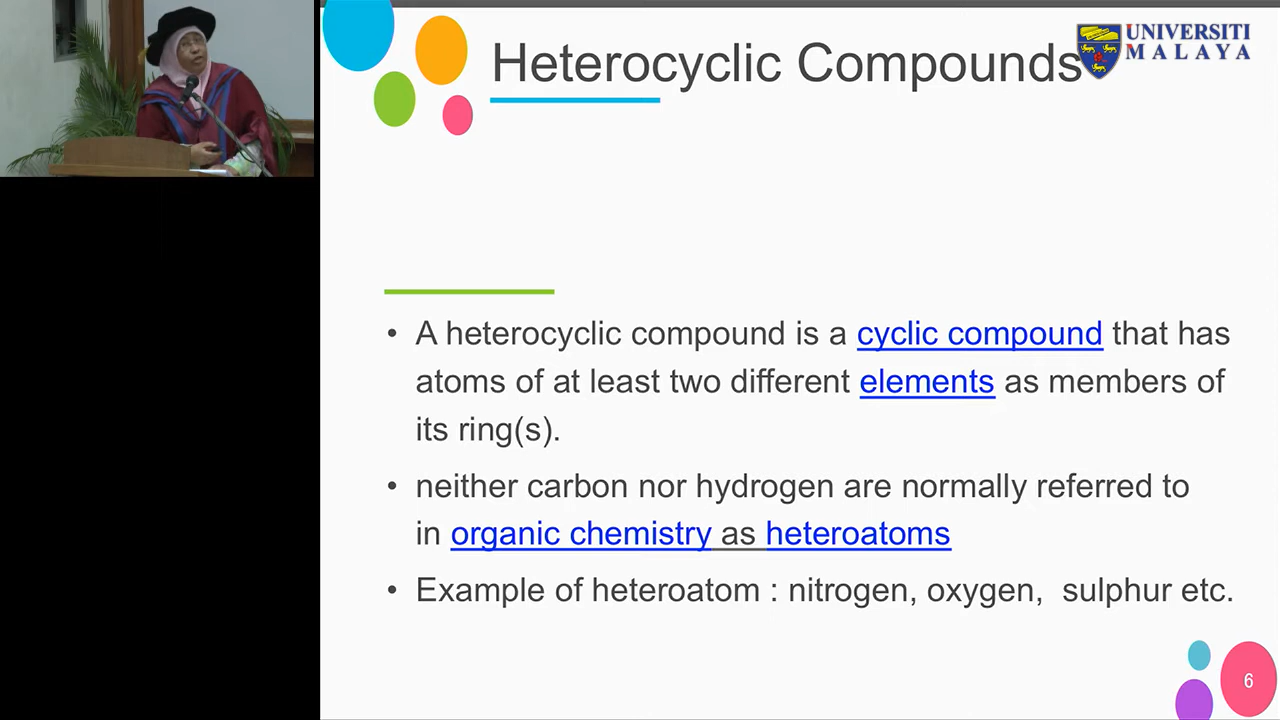 Heterocyclic Compounds
UNIVERSITI
MALAYA
• A heterocyclic compound is a cyclic compound that has
atoms of at least two different elements as members of
its ring(s).
• neither carbon nor hydrogen are normally referred to
in organic chemistry as heteroatoms
• Example of heteroatom : nitrogen, oxygen, sulphur etc.
6